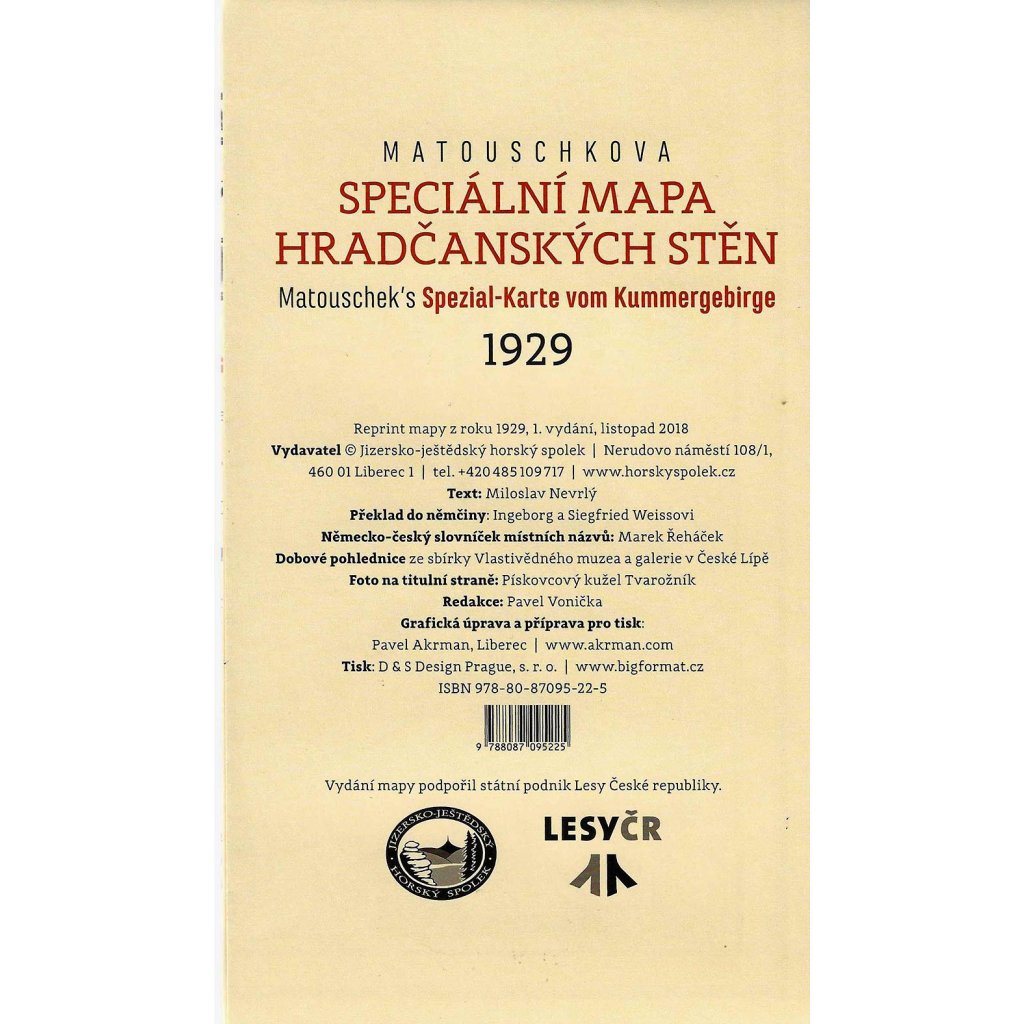 MATOUSCHKOVA
SPECIÁLNÍ MAPA
HRADČANSKÝCH STĚN
Matouschek's Spezial-Karte vom Kummergebirge
1929
Reprint mapy z roku 1929, 1. vydání, listopad 2018
Vydavatel © Jizersko-ještědský horský spolek | Nerudovo náměstí 108/1,
460 01 Liberec 1 | tel. +420 485 109 717 | www.horskyspolek.cz
Text: Miloslav Nevrlý
Překlad do němčiny: Ingeborg a Siegfried Weissovi
Německo-český slovníček místních názvů: Marek Řeháček
Dobové pohlednice ze sbírky Vlastivědného muzea a galerie v České Lípě
Foto na titulní straně: Pískovcový kužel Tvarožník
Redakce: Pavel Vonička
Grafická úprava a příprava pro tisk:
Pavel Akrman, Liberec | www.akrman.com
Tisk: D & S Design Prague, s. r. o. | www.bigformat.cz
ISBN 978-80-87095-22-5
9 788087 095225
Vydání mapy podpořil státní podnik Lesy České republiky.
JIZERSKO-JEŠTĚDSKÝ
HORSKÝ SPOLEK
LESYČR